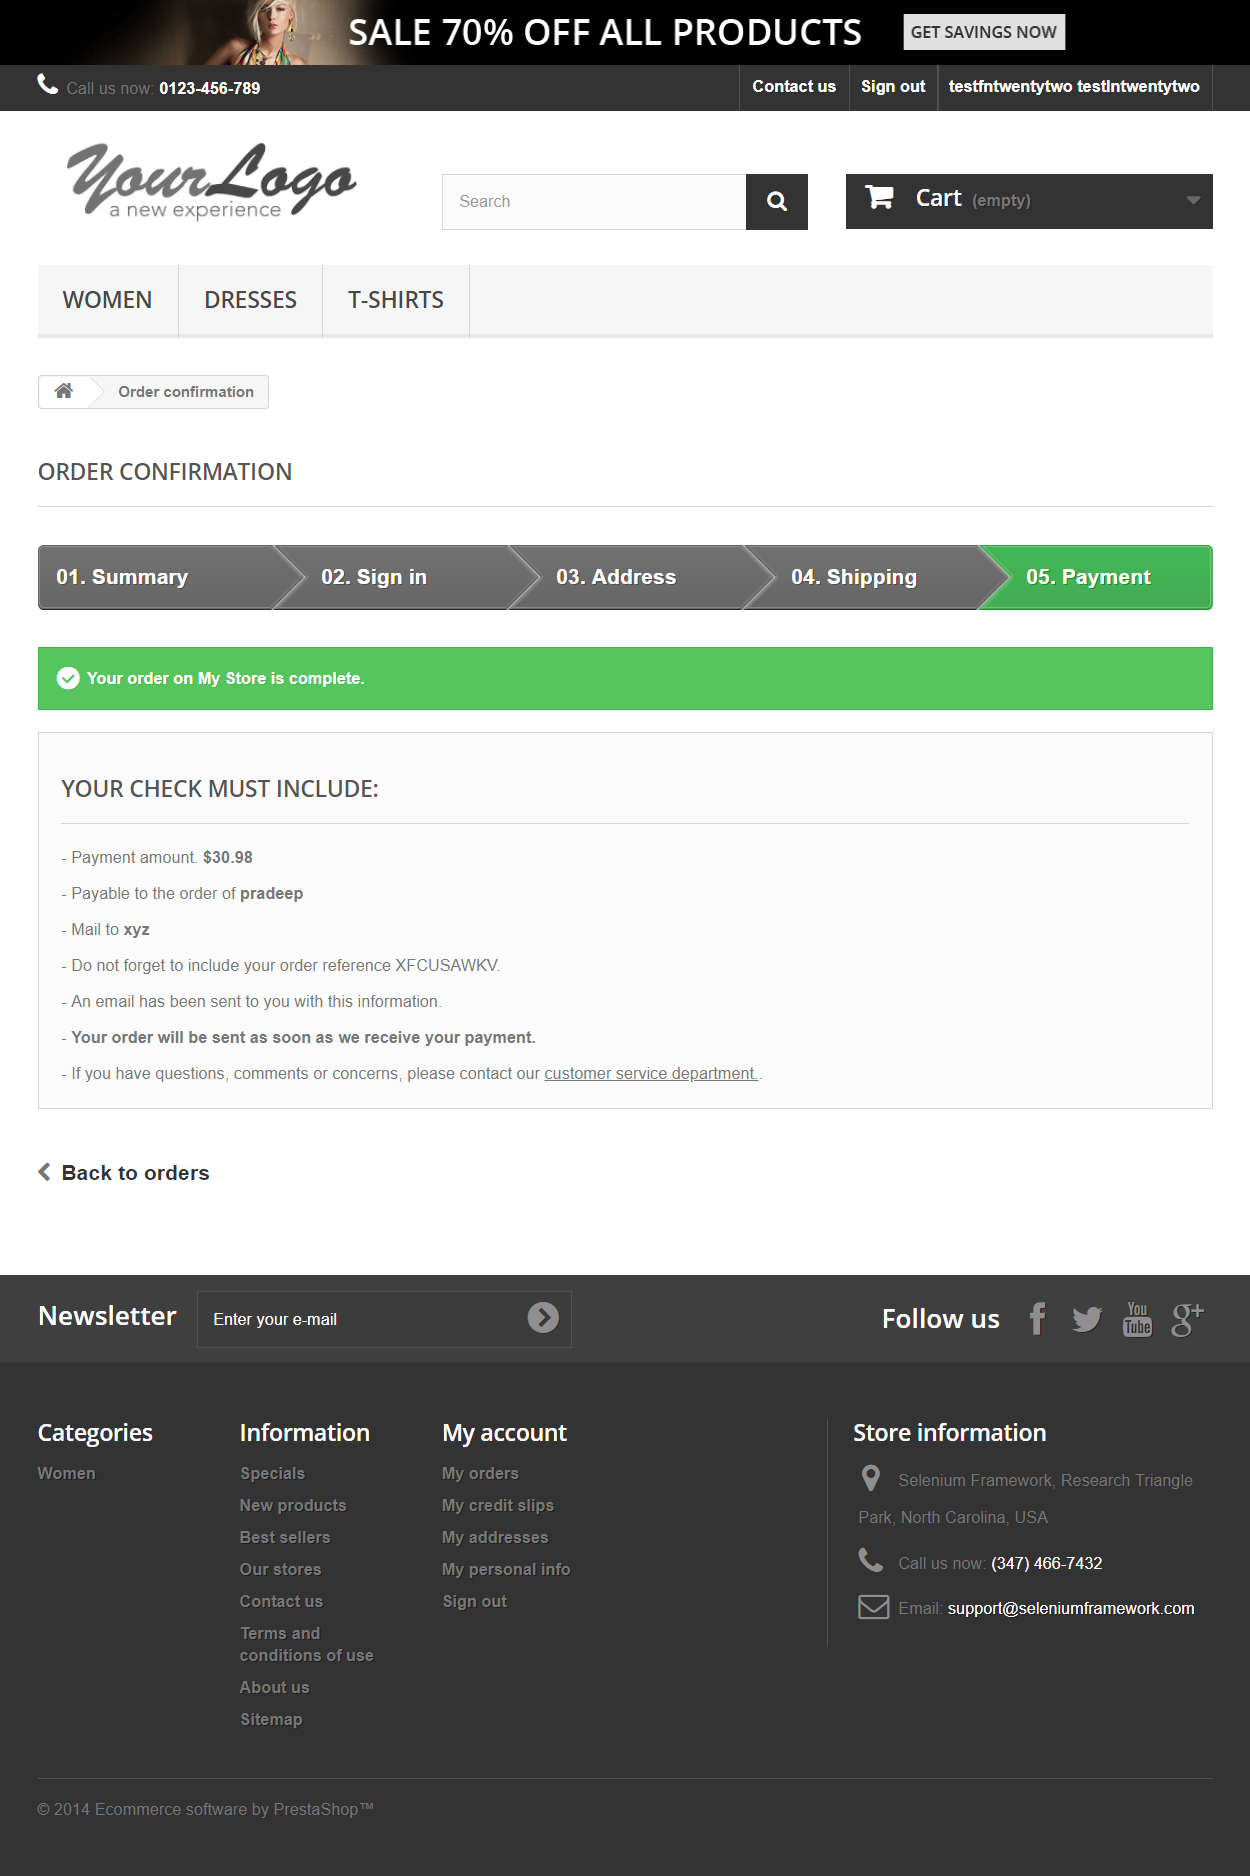 SALE 70% OFF ALL PRODUCTS GET SAVINGS NOW
Call us now: 0123-456-789 Contact us Sign out testfntwentytwo testlntwentytwo
YourLogo
a new experience
Search
Cart (empty)
WOMEN DRESSES T-SHIRTS
Order confirmation
ORDER CONFIRMATION
01. Summary 02. Sign in 03. Address 04. Shipping 05. Payment
Your order on My Store is complete.
YOUR CHECK MUST INCLUDE:
- Payment amount. $30.98
- Payable to the order of pradeep
- Mail to xyz
- Do not forget to include your order reference XFCUSAWKV.
- An email has been sent to you with this information.
- Your order will be sent as soon as we receive your payment.
- If you have questions, comments or concerns, please contact our customer service department..
Back to orders
Newsletter Enter your e-mail Follow us You Tube g+
Categories
Women
Information
Specials
New products
Best sellers
Our stores
Contact us
Terms and
conditions of use
About us
Sitemap
My account
My orders
My credit slips
My addresses
My personal info
Sign out
Store information
Selenium Framework, Research Triangle
Park, North Carolina, USA
Call us now: (347) 466-7432
Email: support@seleniumframework.com
© 2014 Ecommerce software by PrestaShop™